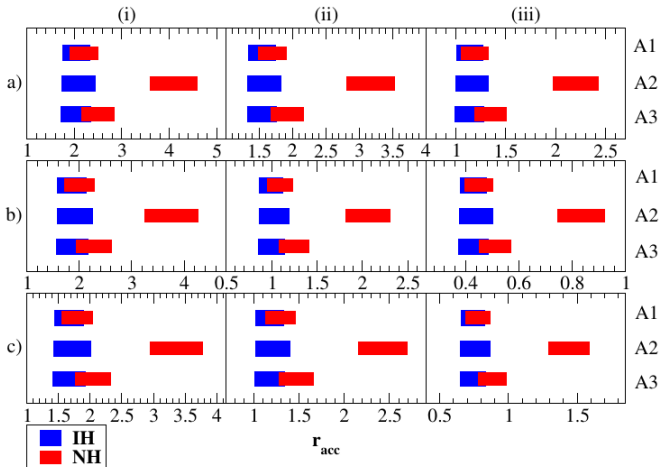 (i) (ii) (iii)
a)
A1
A2
A3
1 2 3 4 5
1.5 2 2.5 3 3.5 4
1 1.5 2 2.5
b)
A1
A2
A3
1 2 3 4
0.5 1 1.5 2 2.5
0.4 0.6 0.8 1
c)
A1
A2
A3
1 1.5 2 2.5 3 3.5 4
1 1.5 2 2.5
0.5 1 1.5
r_acc
IH
NH